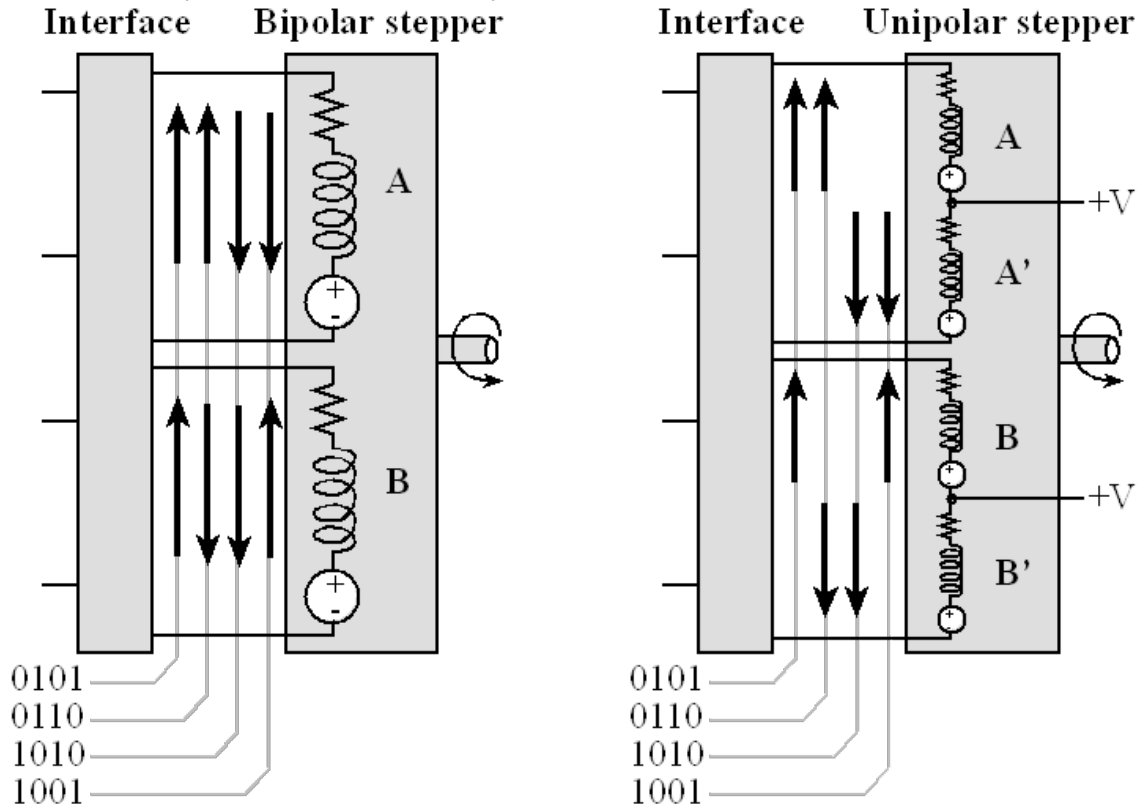 Interface Bipolar stepper
A
+
-
B
+
-
0101
0110
1010
1001
Interface Unipolar stepper
A
+
+V
A'
+
B
+
+V
B'
0101
0110
1010
1001